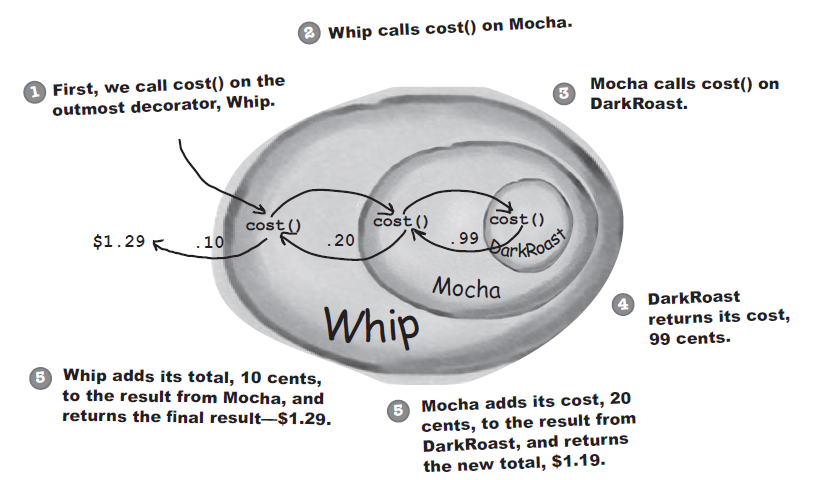 2 Whip calls cost() on Mocha.
1 First, we call cost() on the
outmost decorator, Whip.
3 Mocha calls cost() on
DarkRoast.
cost()
cost()
cost()
$1.29
.10
.20
.99
DarkRoast
Mocha
Whip
4 DarkRoast
returns its cost,
99 cents.
5 Whip adds its total, 10 cents,
to the result from Mocha, and
returns the final result—$1.29.
5 Mocha adds its cost, 20
cents, to the result from
DarkRoast, and returns
the new total, $1.19.